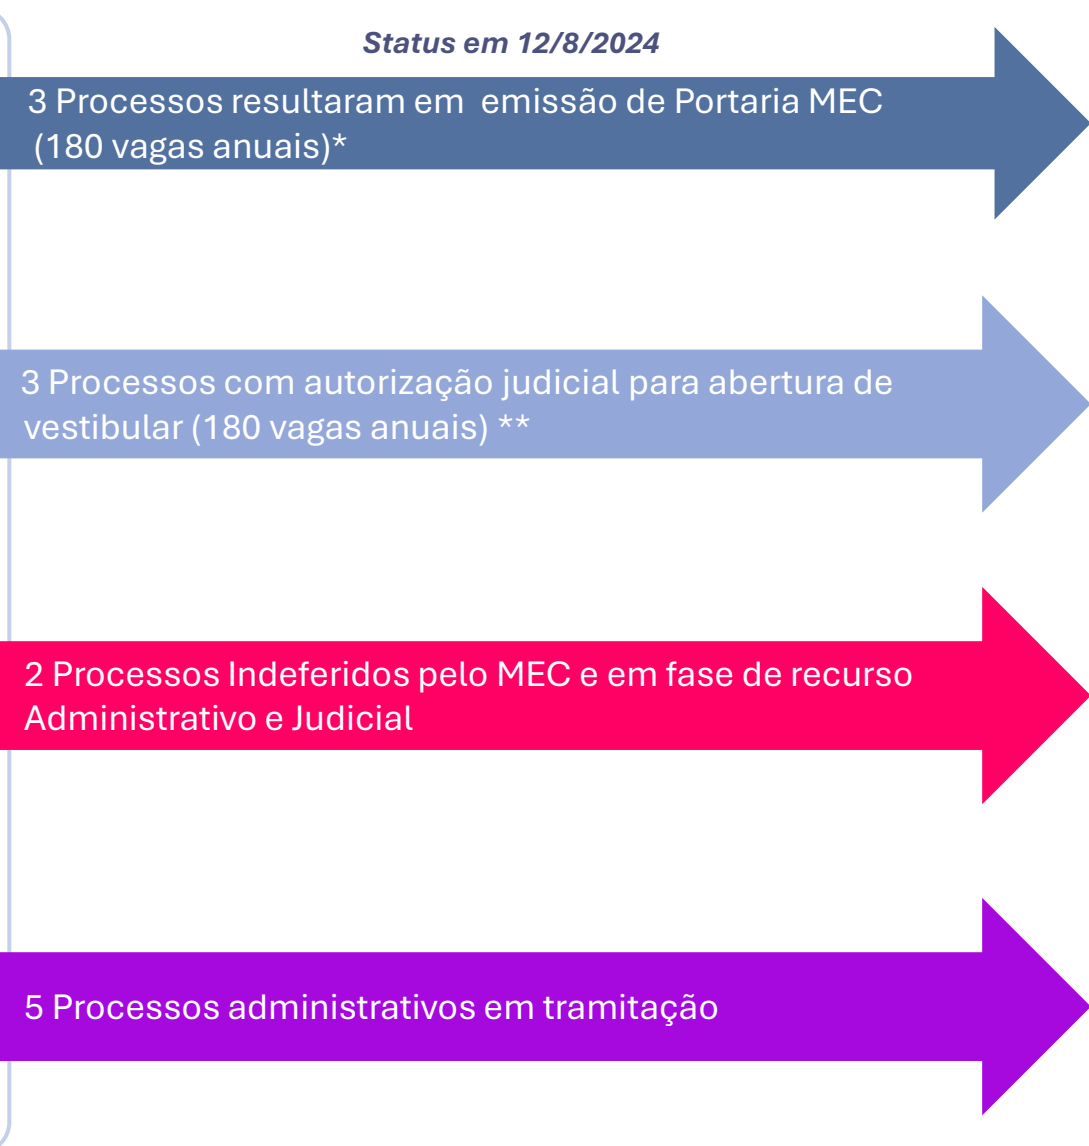 Status em 12/8/2024
3 Processos resultaram em  emissão de Portaria MEC
(180 vagas anuais)*
3 Processos com autorização judicial para abertura de
vestibular (180 vagas anuais) **
2 Processos Indeferidos pelo MEC e em fase de recurso
Administrativo e Judicial
5 Processos administrativos em tramitação